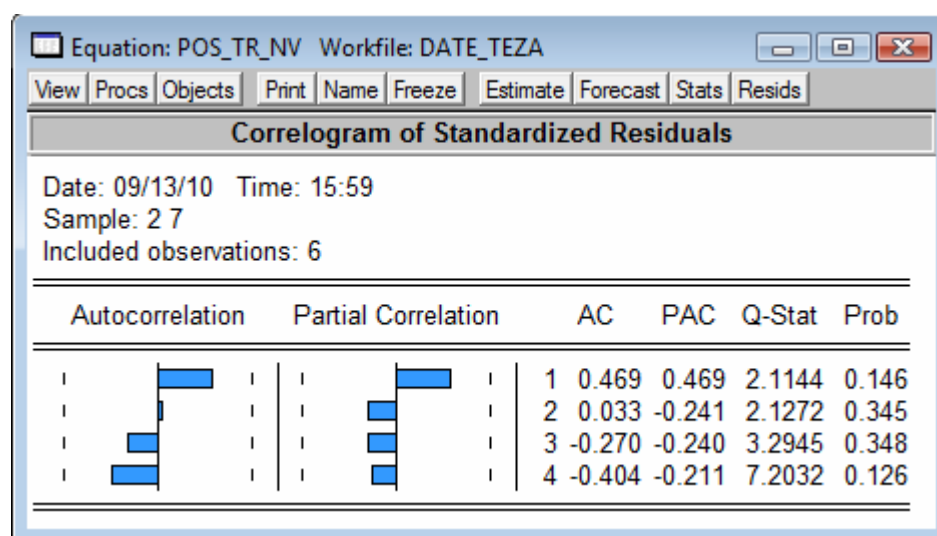 Equation: POS_TR_NV Workfile: DATE_TEZA
View Procs Objects Print Name Freeze Estimate Forecast Stats Resids
Correlogram of Standardized Residuals
Date: 09/13/10 Time: 15:59
Sample: 2 7
Included observations: 6
Autocorrelation Partial Correlation AC PAC Q-Stat Prob
1 0.469 0.469 2.1144 0.146
2 0.033 -0.241 2.1272 0.345
3 -0.270 -0.240 3.2945 0.348
4 -0.404 -0.211 7.2032 0.126